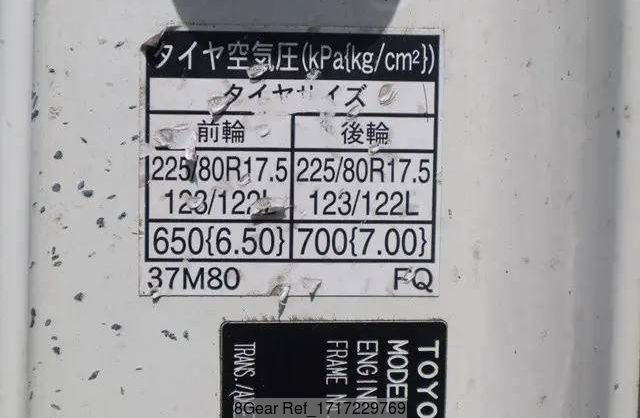 タイヤ空気圧(kPa{kg/cm²})
タイヤサイズ
前輪 後輪
225/80R17.5 225/80R17.5
123/122L 123/122L
650{6.50} 700{7.00}
37M80 FQ
TOYO
MODE
ENGIN
FRAME N
TRANS./A
8Gear Ref_1717229769